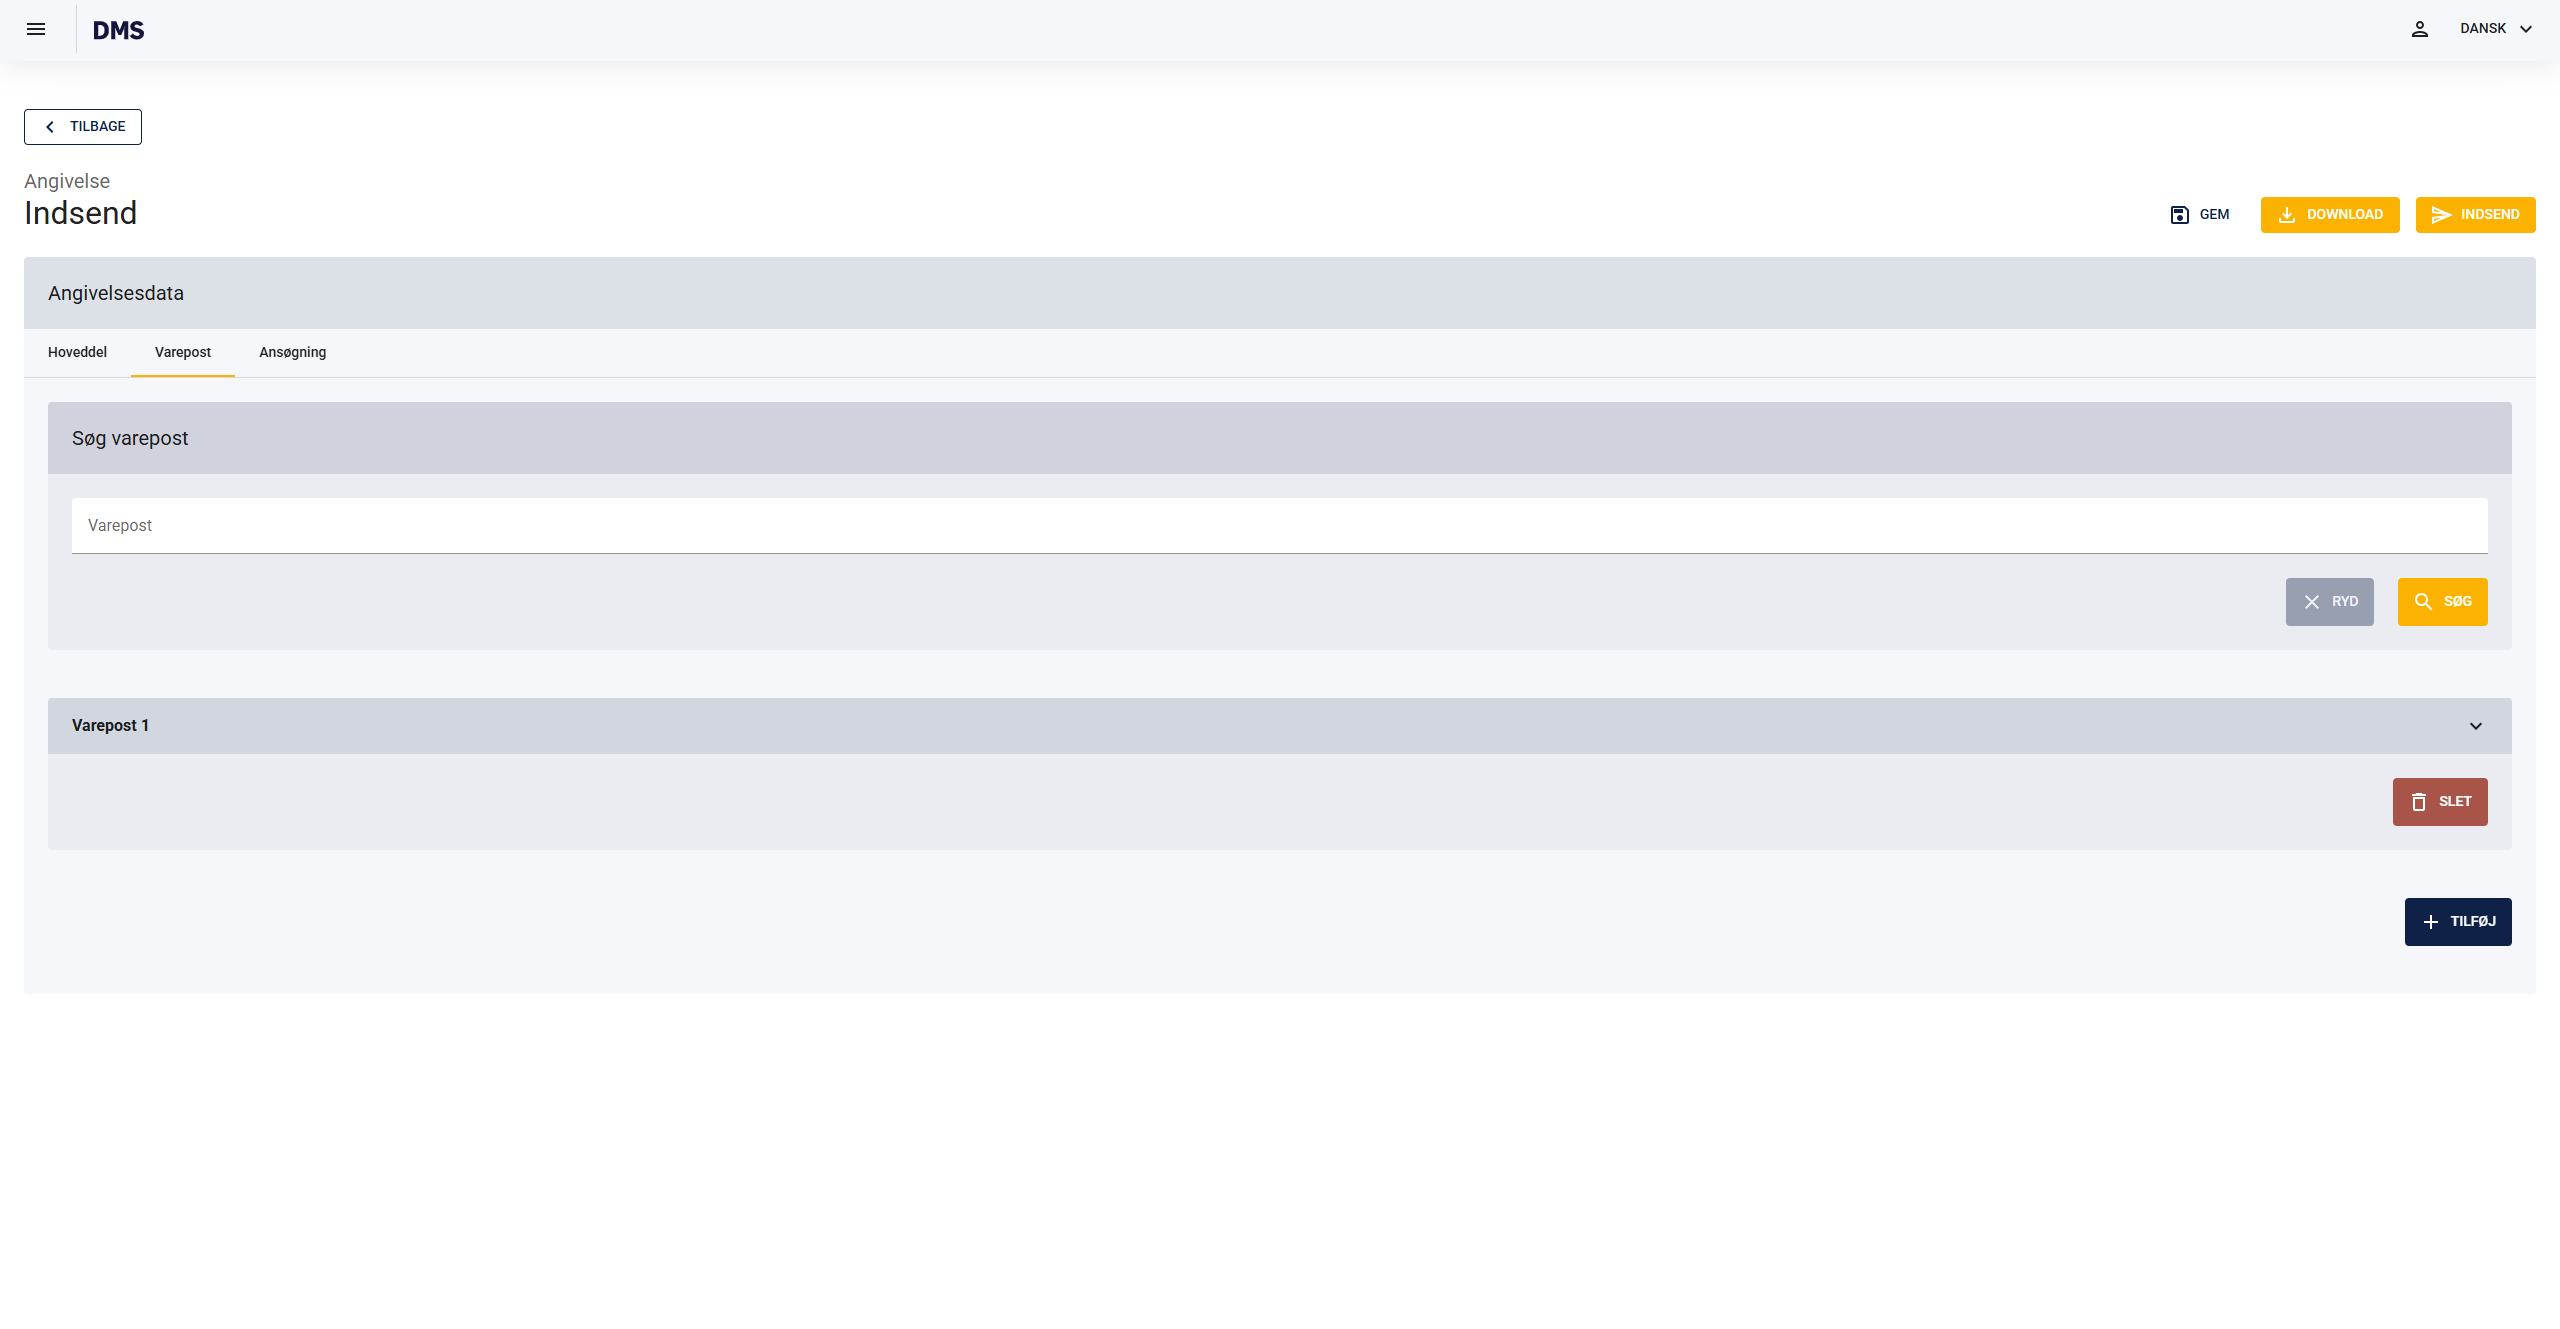 DMS
DANSK
TILBAGE
Angivelse
Indsend
GEM
DOWNLOAD
INDSEND
Angivelsesdata
Hoveddel
Varepost
Ansøgning
Søg varepost
Varepost
RYD
SØG
Varepost 1
SLET
TILFØJ